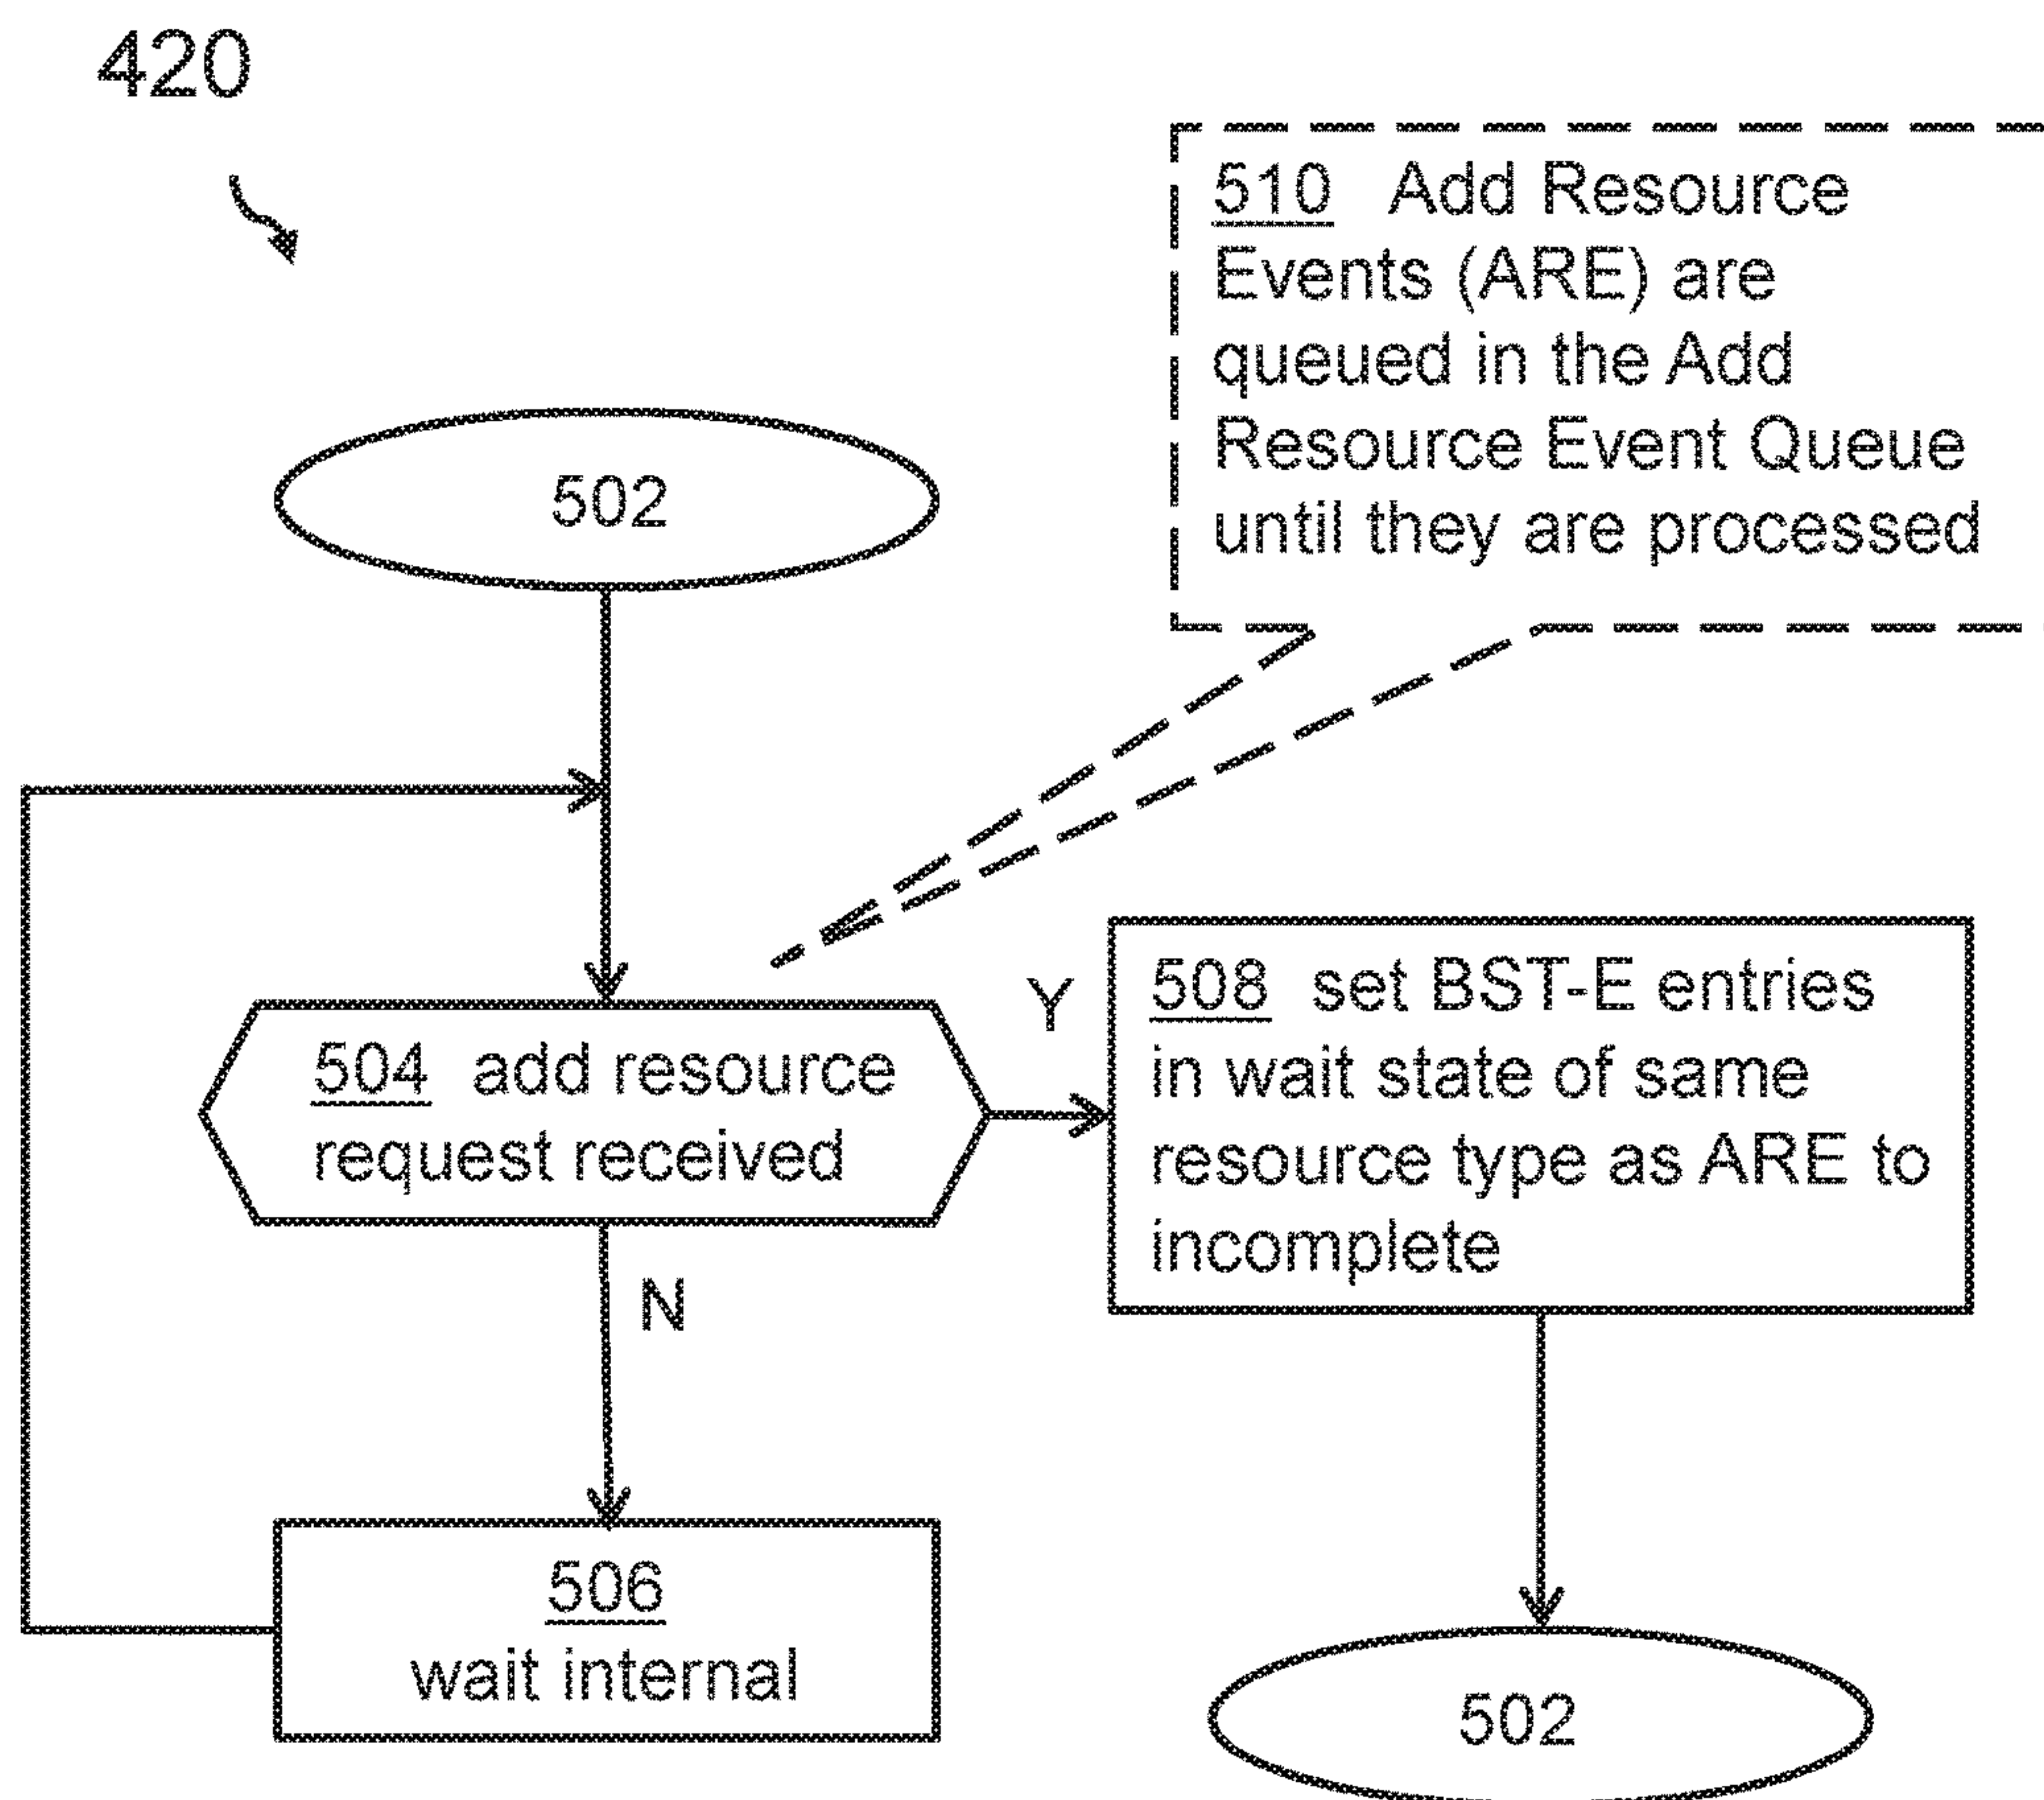 420
510 Add Resource
Events (ARE) are
queued in the Add
Resource Event Queue
until they are processed
502
504 add resource
request received
Y
508 set BST-E entries
in wait state of same
resource type as ARE to
incomplete
N
506
wait internal
502